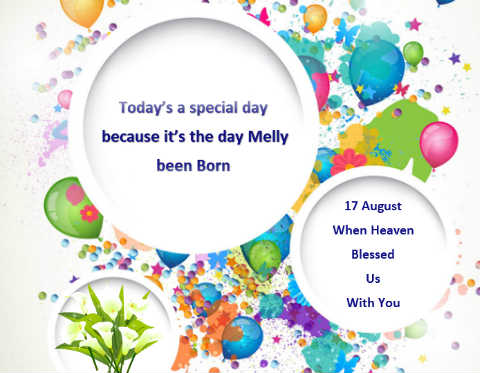 Today's a special day
because it's the day Melly
been Born
17 August
When Heaven
Blessed
Us
With You